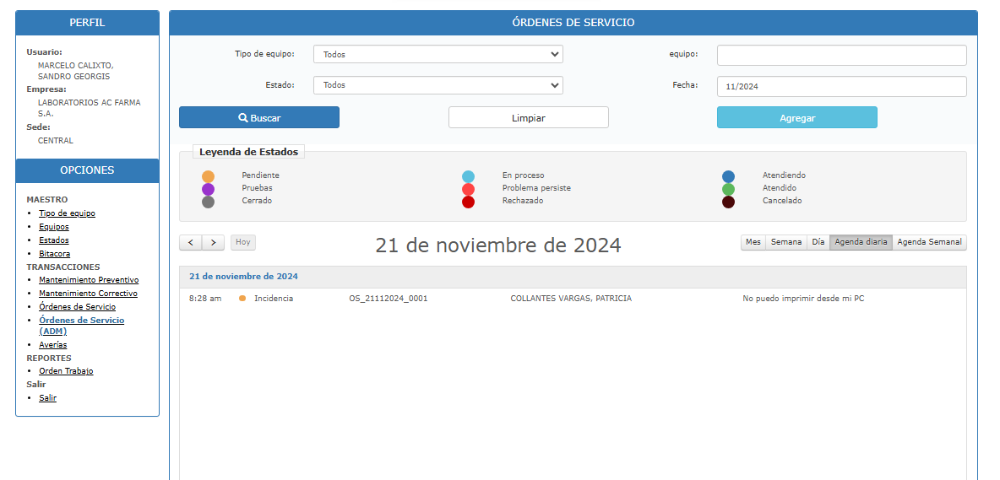 PERFIL
Usuario:
MARCELO CALIXTO,
SANDRO GEORGIS
Empresa:
LABORATORIOS AC FARMA
S.A.
Sede:
CENTRAL
OPCIONES
MAESTRO
Tipo de equipo
Equipos
Estados
Bitacora
TRANSACCIONES
Mantenimiento Preventivo
Mantenimiento Correctivo
Órdenes de Servicio
Órdenes de Servicio
(ADM)
Averías
REPORTES
Orden Trabajo
Salir
Salir
ÓRDENES DE SERVICIO
Tipo de equipo: Todos equipo:
Estado: Todos Fecha: 11/2024
Buscar Limpiar Agregar
Leyenda de Estados
Pendiente En proceso Atendiendo
Pruebas Problema persiste Atendido
Cerrado Rechazado Cancelado
< > Hoy 21 de noviembre de 2024 Mes Semana Día Agenda diaria Agenda Semanal
21 de noviembre de 2024
8:28 am Incidencia OS_21112024_0001 COLLANTES VARGAS, PATRICIA No puedo imprimir desde mi PC